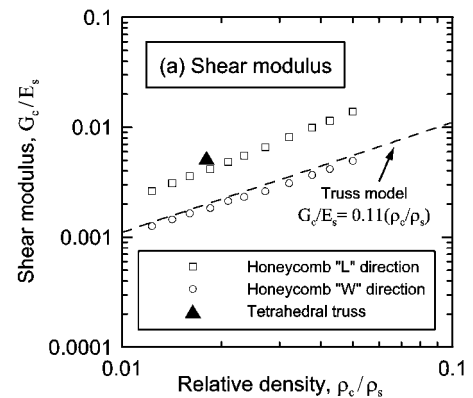 0.1
(a) Shear modulus
0.01
Shear modulus, G_c/E_s
Truss model
G_c/E_s = 0.11(ρ_c/ρ_s)
0.001
Honeycomb "L" direction
Honeycomb "W" direction
Tetrahedral truss
0.0001
0.01
0.1
Relative density, ρ_c/ρ_s